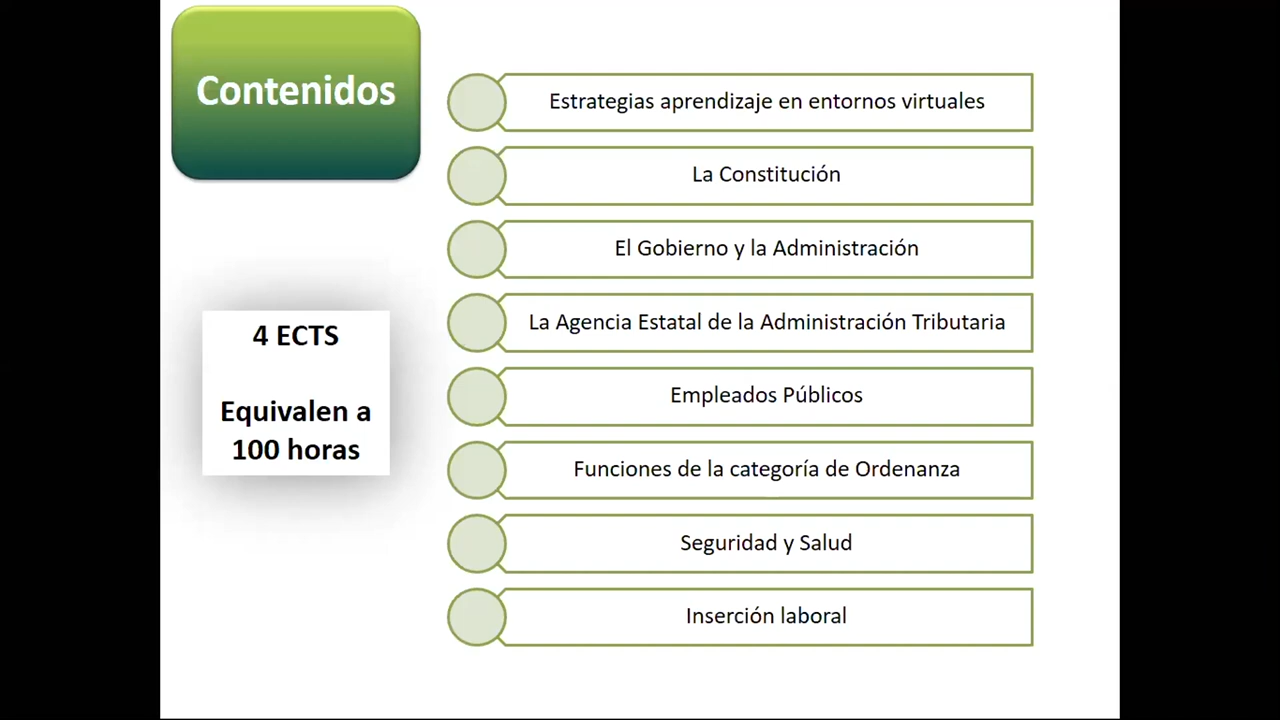 Contenidos
Estrategias aprendizaje en entornos virtuales
La Constitución
El Gobierno y la Administración
La Agencia Estatal de la Administración Tributaria
Empleados Públicos
Funciones de la categoría de Ordenanza
Seguridad y Salud
Inserción laboral
4 ECTS
Equivalen a
100 horas